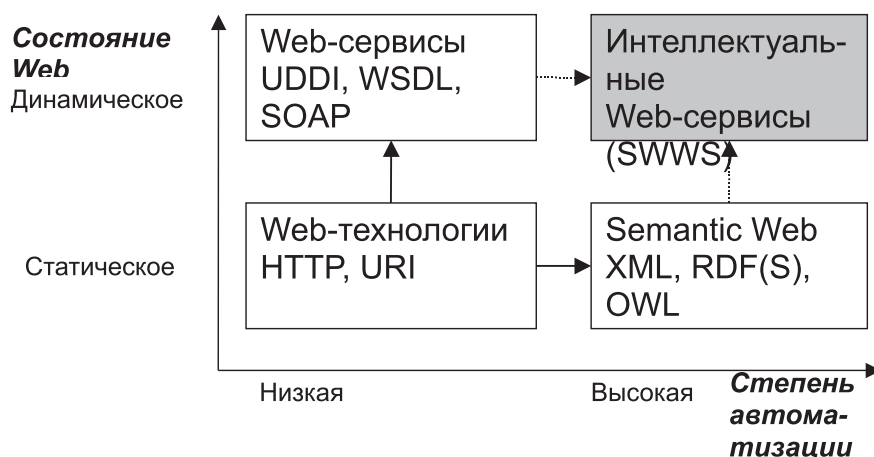 Состояние
Web
Динамическое
Web-сервисы
UDDI, WSDL,
SOAP
Интеллектуаль-
ные
Web-сервисы
(SWWS)
Статическое
Web-технологии
HTTP, URI
Semantic Web
XML, RDF(S),
OWL
Низкая
Высокая
Степень
автома-
тизации